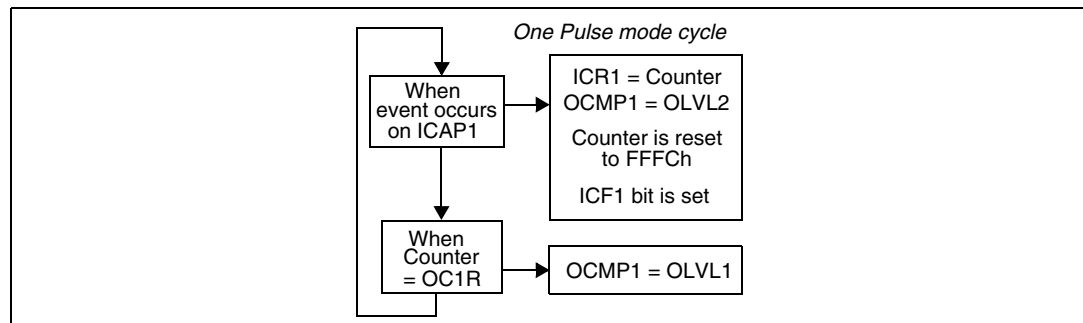 One Pulse mode cycle
When
event occurs
on ICAP1
ICR1 = Counter
OCMP1 = OLVL2
Counter is reset
to FFFCh
ICF1 bit is set
When
Counter
= OC1R
OCMP1 = OLVL1